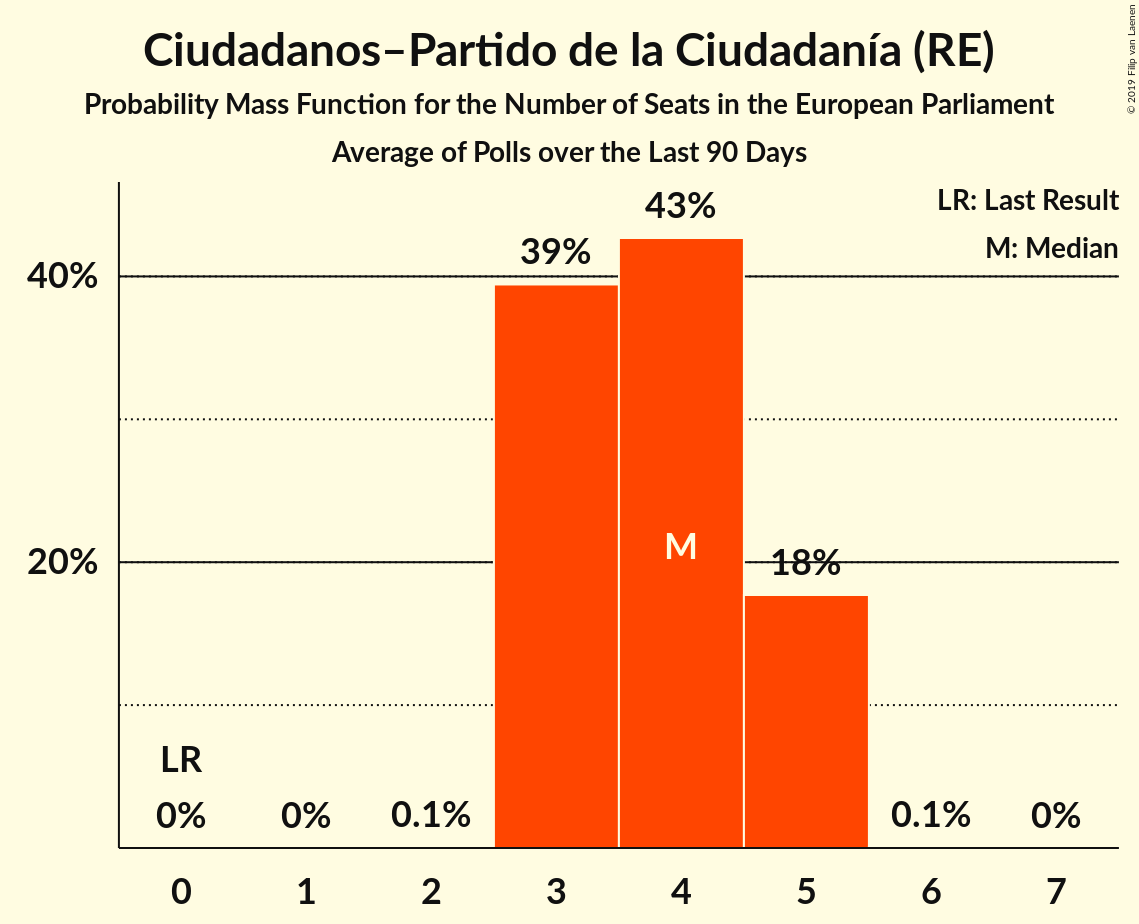 Ciudadanos–Partido de la Ciudadanía (RE)
Probability Mass Function for the Number of Seats in the European Parliament
Average of Polls over the Last 90 Days
© 2019 Filip van Laenen
LR: Last Result
M: Median
43%
39%
40%
M
20%
18%
LR
0%
0%
0.1%
0.1%
0%
0 1 2 3 4 5 6 7